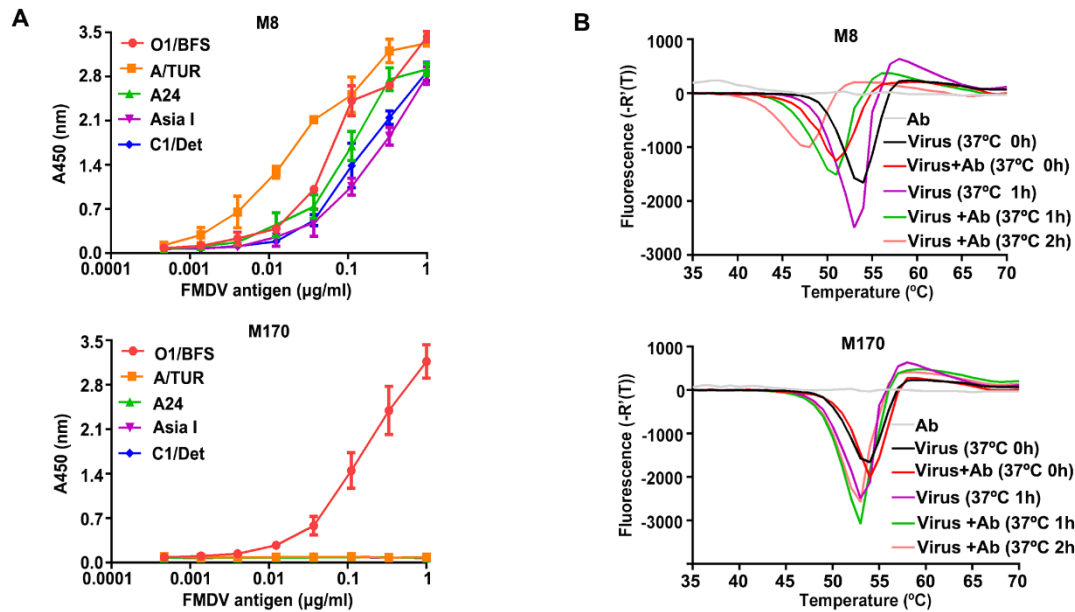 A
M8
3.5
2.8
2.1
1.4
0.7
0.0
A450 (nm)
O1/BFS
A/TUR
A24
Asia I
C1/Det
0.0001 0.001 0.01 0.1 1
FMDV antigen (µg/ml)
M170
3.5
2.8
2.1
1.4
0.7
0.0
A450 (nm)
O1/BFS
A/TUR
A24
Asia I
C1/Det
0.0001 0.001 0.01 0.1 1
FMDV antigen (µg/ml)
B
M8
1000
0
-1000
-2000
-3000
Fluorescence (-R'(T))
Ab
Virus (37ºC 0h)
Virus+Ab (37ºC 0h)
Virus (37ºC 1h)
Virus +Ab (37ºC 1h)
Virus +Ab (37ºC 2h)
35 40 45 50 55 60 65 70
Temperature (ºC)
M170
1000
0
-1000
-2000
-3000
Fluorescence (-R'(T))
Ab
Virus (37ºC 0h)
Virus+Ab (37ºC 0h)
Virus (37ºC 1h)
Virus +Ab (37ºC 1h
Virus +Ab (37ºC 2h
35 40 45 50 55 60 65 70
Temperature (ºC)